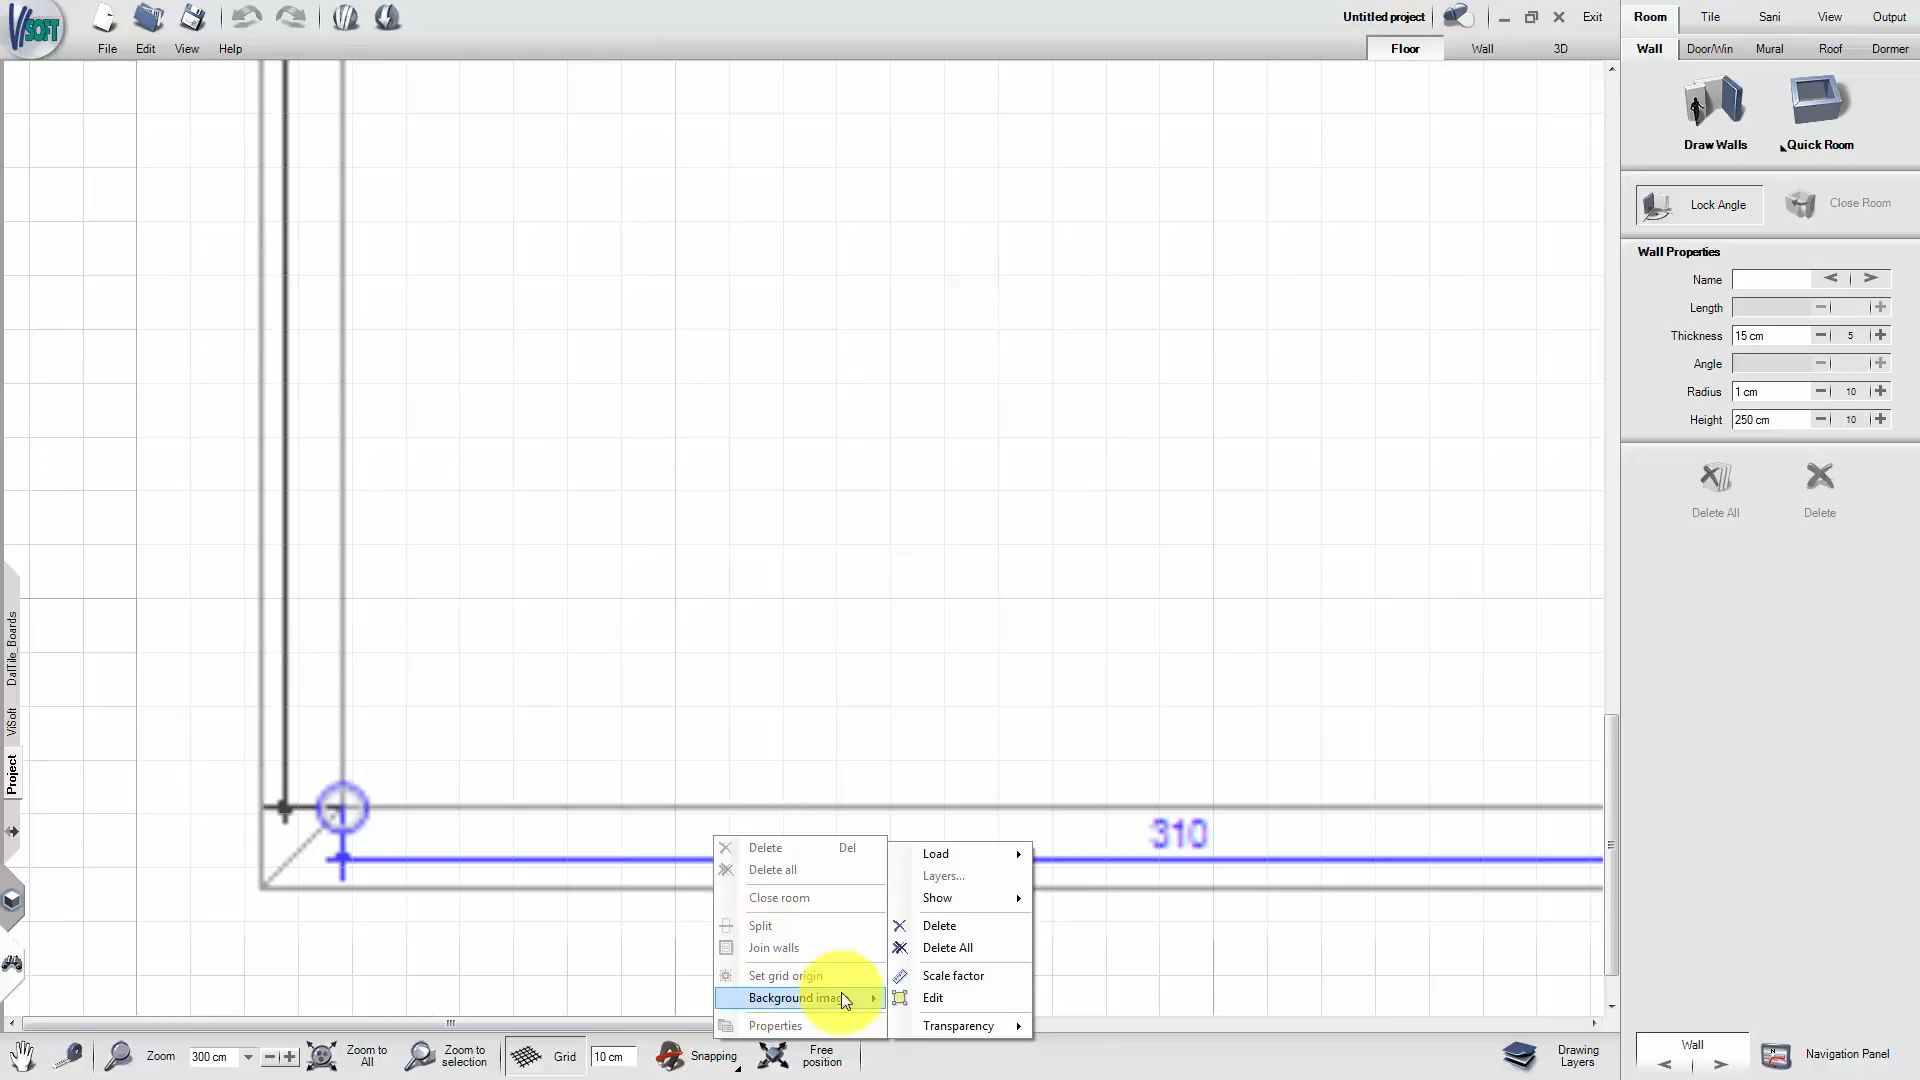 ViSOFT
Untitled project
Exit
File
Edit
View
Help
Floor
Wall
3D
Room
Tile
Sani
View
Output
Wall
Door/Win
Mural
Roof
Dormer
Draw Walls
Quick Room
Lock Angle
Close Room
Wall Properties
Name
Length
Thickness 15 cm 5
Angle
Radius 1 cm 10
Height 250 cm 10
Delete All
Delete
DalTile_Boards
ViSoft
Project
310
Delete Del
Delete all
Close room
Split
Join walls
Set grid origin
Background imag
Properties
Load
Layers...
Show
Delete
Delete All
Scale factor
Edit
Transparency
Zoom 300 cm
Zoom to
All
Zoom to
selection
Grid 10 cm
Snapping
Free
position
Drawing
Layers
Wall
Navigation Panel